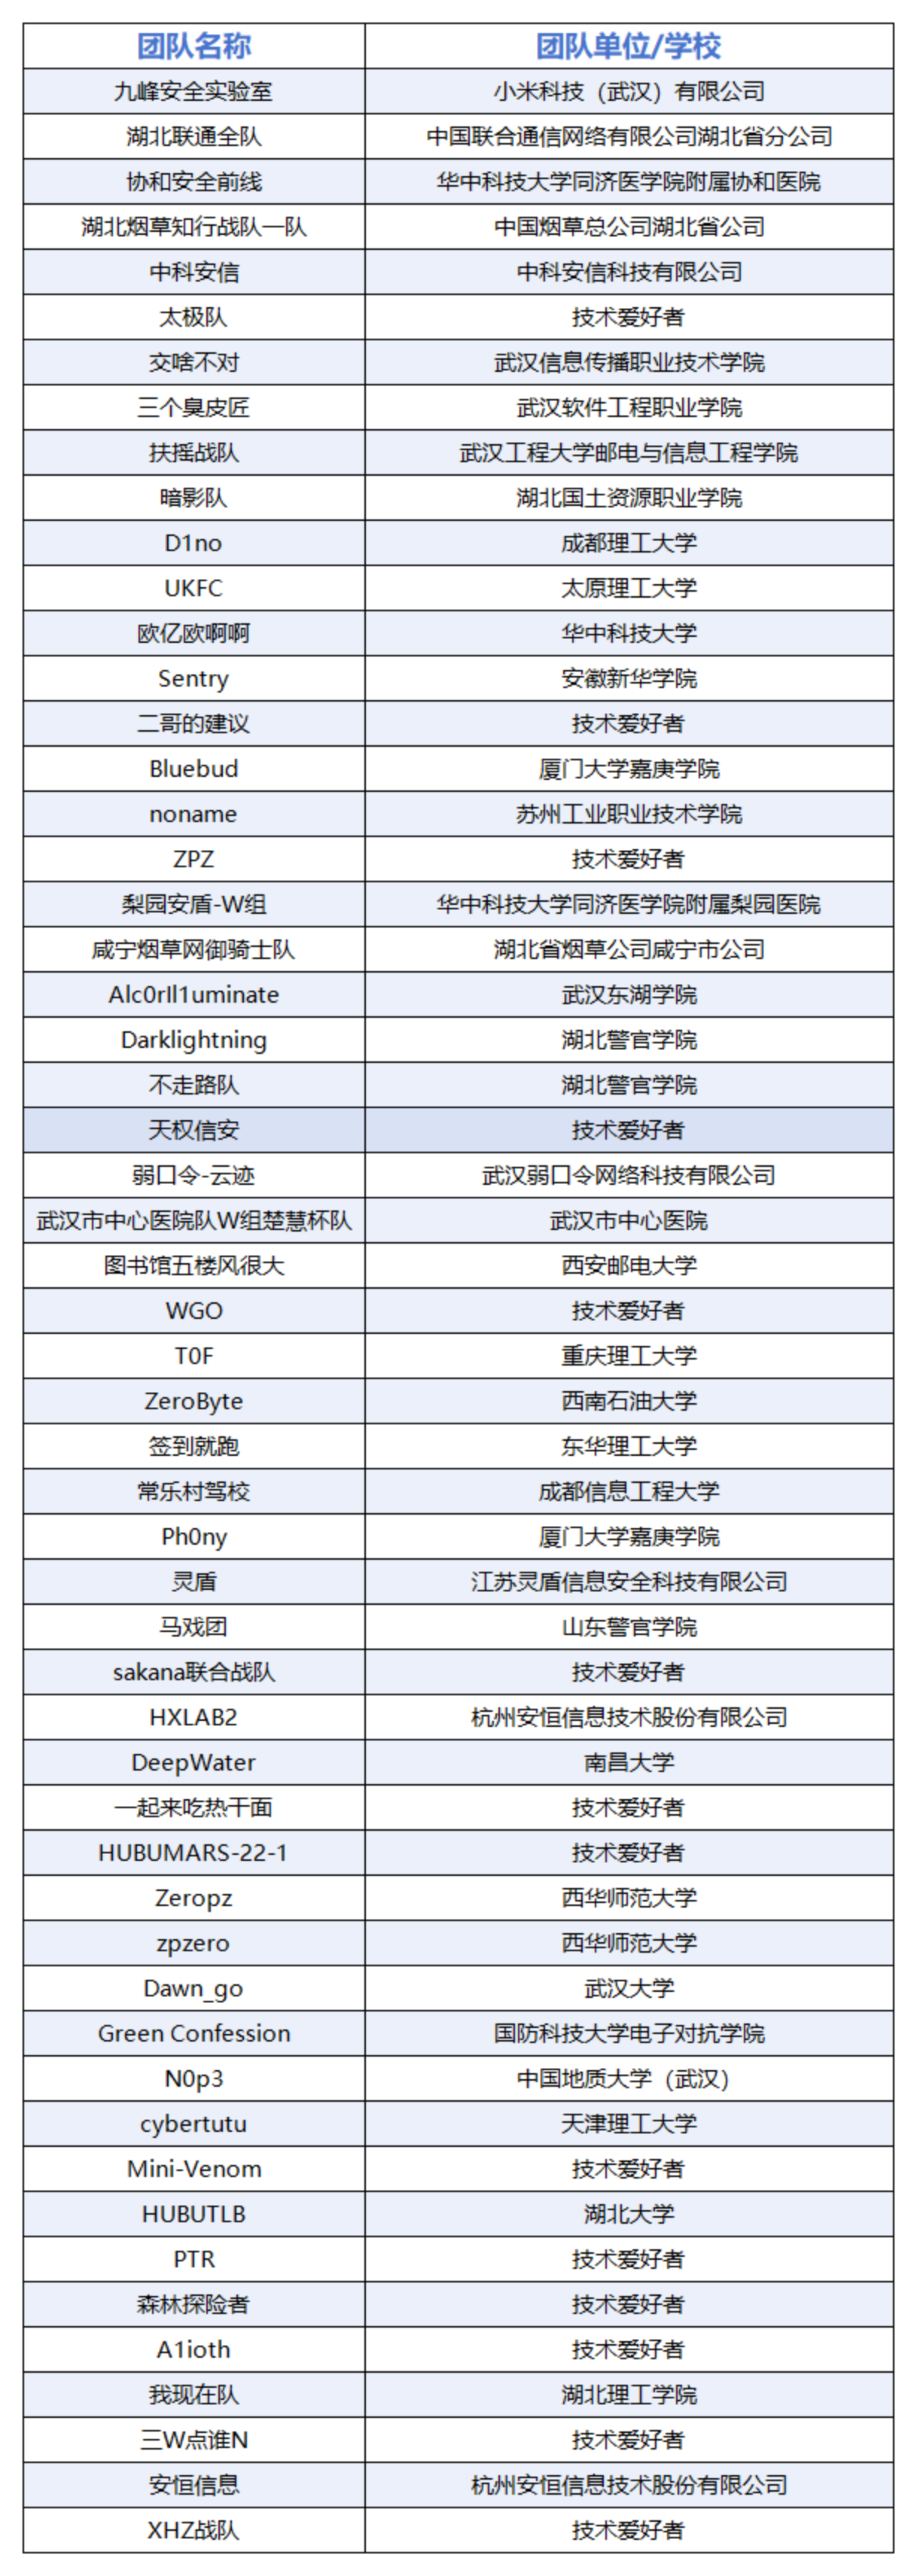 团队名称 团队单位/学校
九峰安全实验室 小米科技（武汉）有限公司
湖北联通全队 中国联合通信网络有限公司湖北省分公司
协和安全前线 华中科技大学同济医学院附属协和医院
湖北烟草知行战队一队 中国烟草总公司湖北省公司
中科安信 中科安信科技有限公司
太极队 技术爱好者
交啥不对 武汉信息传播职业技术学院
三个臭皮匠 武汉软件工程职业学院
扶摇战队 武汉工程大学邮电与信息工程学院
暗影队 湖北国土资源职业学院
D1no 成都理工大学
UKFC 太原理工大学
欧亿欧啊啊 华中科技大学
Sentry 安徽新华学院
二哥的建议 技术爱好者
Bluebud 厦门大学嘉庚学院
noname 苏州工业职业技术学院
ZPZ 技术爱好者
梨园安盾-W组 华中科技大学同济医学院附属梨园医院
咸宁烟草网御骑士队 湖北省烟草公司咸宁市公司
Alc0rIl1uminate 武汉东湖学院
Darklightning 湖北警官学院
不走路队 湖北警官学院
天权信安 技术爱好者
弱口令-云迹 武汉弱口令网络科技有限公司
武汉市中心医院队W组楚慧杯队 武汉市中心医院
图书馆五楼风很大 西安邮电大学
WGO 技术爱好者
T0F 重庆理工大学
ZeroByte 西南石油大学
签到就跑 东华理工大学
常乐村驾校 成都信息工程大学
Ph0ny 厦门大学嘉庚学院
灵盾 江苏灵盾信息安全科技有限公司
马戏团 山东警官学院
sakana联合战队 技术爱好者
HXLAB2 杭州安恒信息技术股份有限公司
DeepWater 南昌大学
一起来吃热干面 技术爱好者
HUBUMARS-22-1 技术爱好者
Zeropz 西华师范大学
zpzero 西华师范大学
Dawn_go 武汉大学
Green Confession 国防科技大学电子对抗学院
N0p3 中国地质大学（武汉）
cybertutu 天津理工大学
Mini-Venom 技术爱好者
HUBUTLB 湖北大学
PTR 技术爱好者
森林探险者 技术爱好者
A1ioth 技术爱好者
我现在队 湖北理工学院
三W点谁N 技术爱好者
安恒信息 杭州安恒信息技术股份有限公司
XHZ战队 技术爱好者